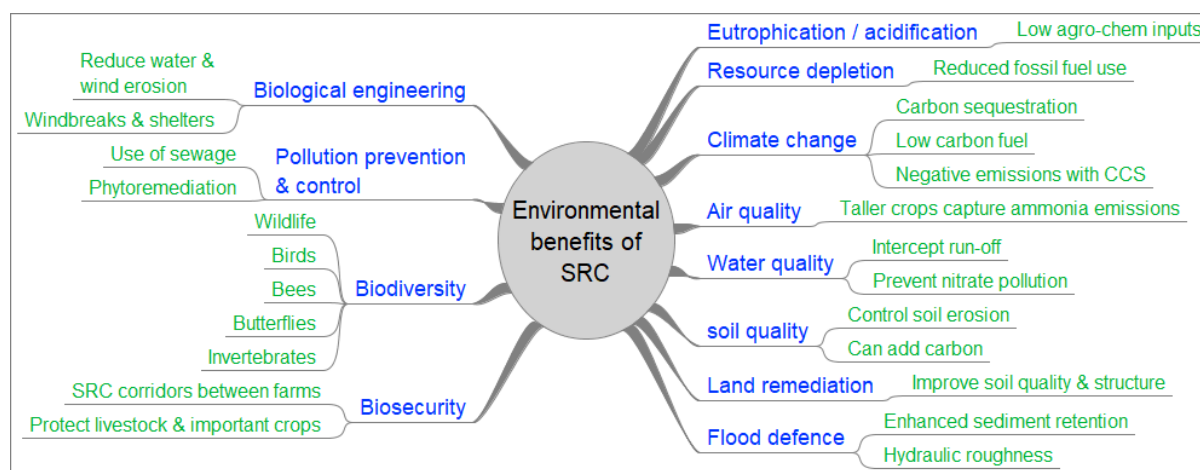 Environmental
benefits of
SRC
Eutrophication / acidification
Low agro-chem inputs
Resource depletion
Reduced fossil fuel use
Climate change
Carbon sequestration
Low carbon fuel
Negative emissions with CCS
Air quality
Taller crops capture ammonia emissions
Water quality
Intercept run-off
Prevent nitrate pollution
soil quality
Control soil erosion
Can add carbon
Land remediation
Improve soil quality & structure
Flood defence
Enhanced sediment retention
Hydraulic roughness
Biological engineering
Reduce water &
wind erosion
Windbreaks & shelters
Pollution prevention
& control
Use of sewage
Phytoremediation
Biodiversity
Wildlife
Birds
Bees
Butterflies
Invertebrates
Biosecurity
SRC corridors between farms
Protect livestock & important crops